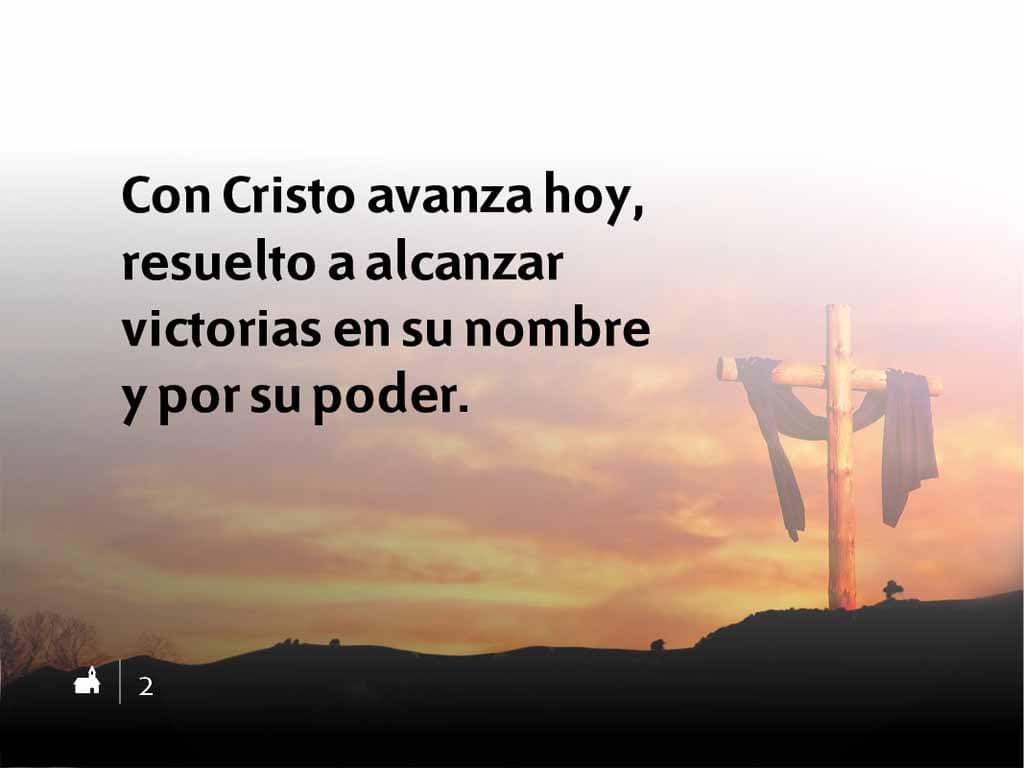 Con Cristo avanza hoy,
resuelto a alcanzar
victorias en su nombre
y por su poder.
2